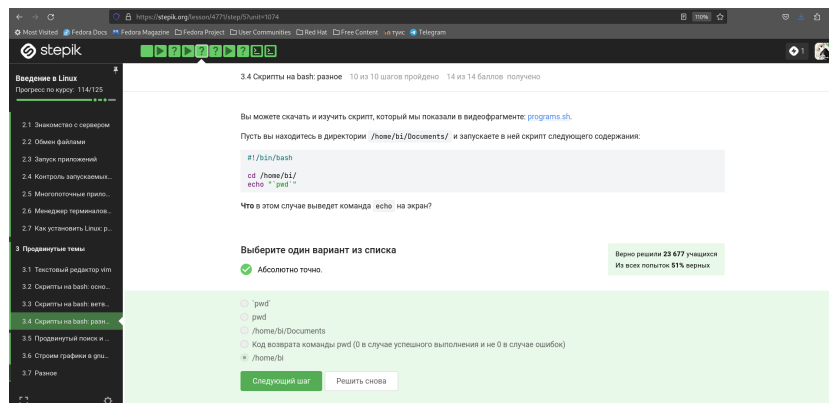 https://stepik.org/lesson/4771/step/5?unit=1074
110%
Most Visited Fedora Docs Fedora Magazine Fedora Project User Communities Red Hat Free Content Telegram
stepik
1
Введение в Linux
Прогресс по курсу: 114/125
2.1 Знакомство с сервером
2.2 Обмен файлами
2.3 Запуск приложений
2.4 Контроль запускаемых...
2.5 Многопоточные прило...
2.6 Менеджер терминалов...
2.7 Как установить Linux: р...
3 Продвинутые темы
3.1 Текстовый редактор vim
3.2 Скрипты на bash: осно...
3.3 Скрипты на bash: ветв...
3.4 Скрипты на bash: разн...
3.5 Продвинутый поиск и ...
3.6 Строим графики в gnu...
3.7 Разное
3.4 Скрипты на bash: разное 10 из 10 шагов пройдено 14 из 14 баллов получено
Вы можете скачать и изучить скрипт, который мы показали в видеофрагменте: programs.sh.
Пусть вы находитесь в директории /home/bi/Documents/ и запускаете в ней скрипт следующего содержания:
#!/bin/bash
cd /home/bi/
echo "`pwd`"
Что в этом случае выведет команда echo на экран?
Выберите один вариант из списка
Абсолютно точно.
Верно решили 23 677 учащихся
Из всех попыток 51% верных
`pwd`
pwd
/home/bi/Documents
Код возврата команды pwd (0 в случае успешного выполнения и не 0 в случае ошибок)
/home/bi
Следующий шаг Решить снова